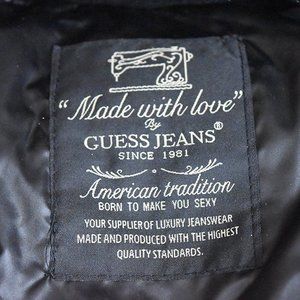 “Made with love”
By
GUESS JEANS®
SINCE 1981
American tradition
BORN TO MAKE YOU SEXY
YOUR SUPPLIER OF LUXURY JEANSWEAR
MADE AND PRODUCED WITH THE HIGHEST
QUALITY STANDARDS.